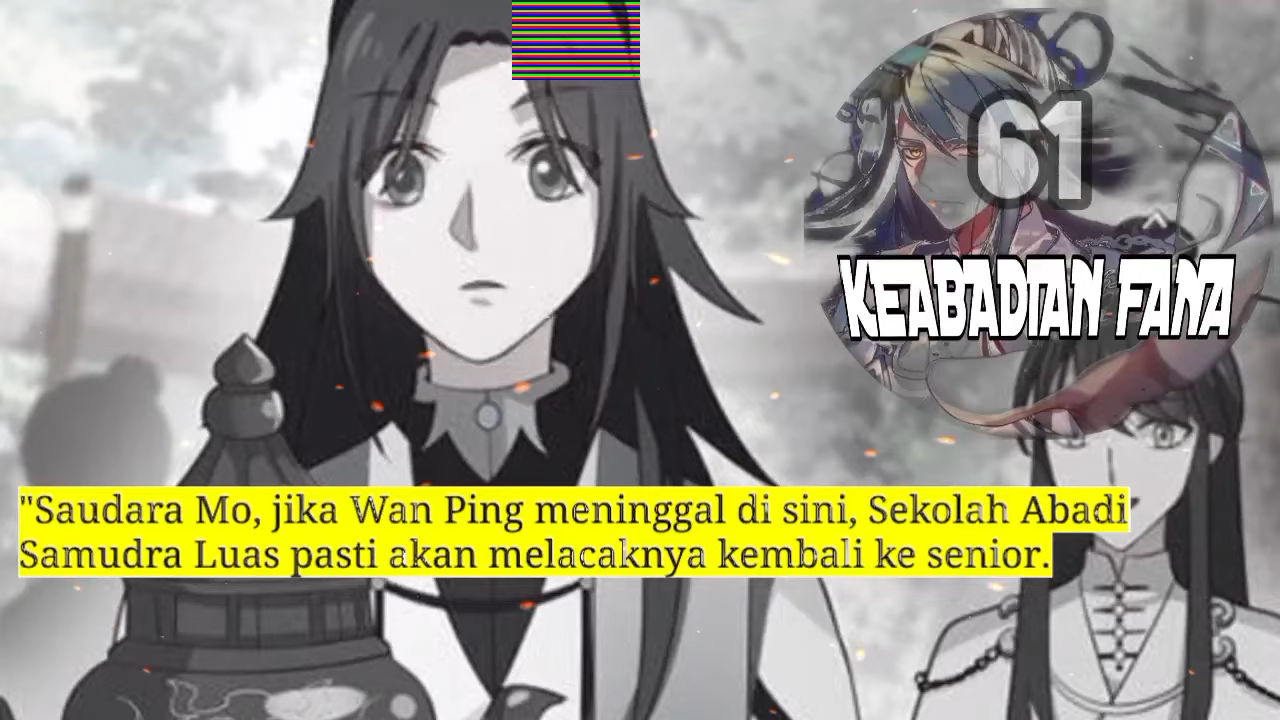 61
KEABADIAN FANA
"Saudara Mo, jika Wan Ping meninggal di sini, Sekolah Abadi
Samudra Luas pasti akan melacaknya kembali ke senior.